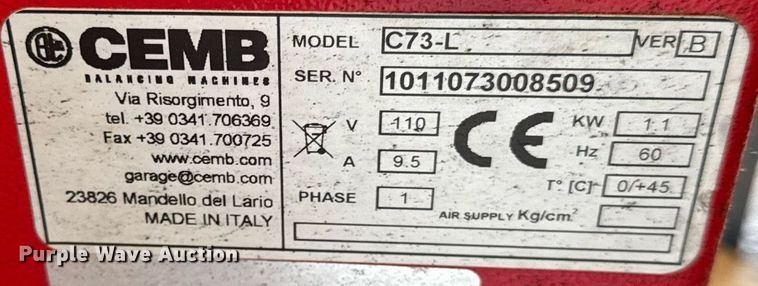 CEMB
BALANCING MACHINES
Via Risorgimento, 9
tel. +39 0341.706369
Fax +39 0341.700725
www.cemb.com
garage@cemb.com
23826 Mandello del Lario
MADE IN ITALY
MODEL C73-L VER. B
SER. N° 1011073008509
V 110
A 9.5
PHASE 1
CE
KW 1.1
Hz 60
T° [C] 0/+45
AIR SUPPLY Kg/cm²
Purple Wave Auction